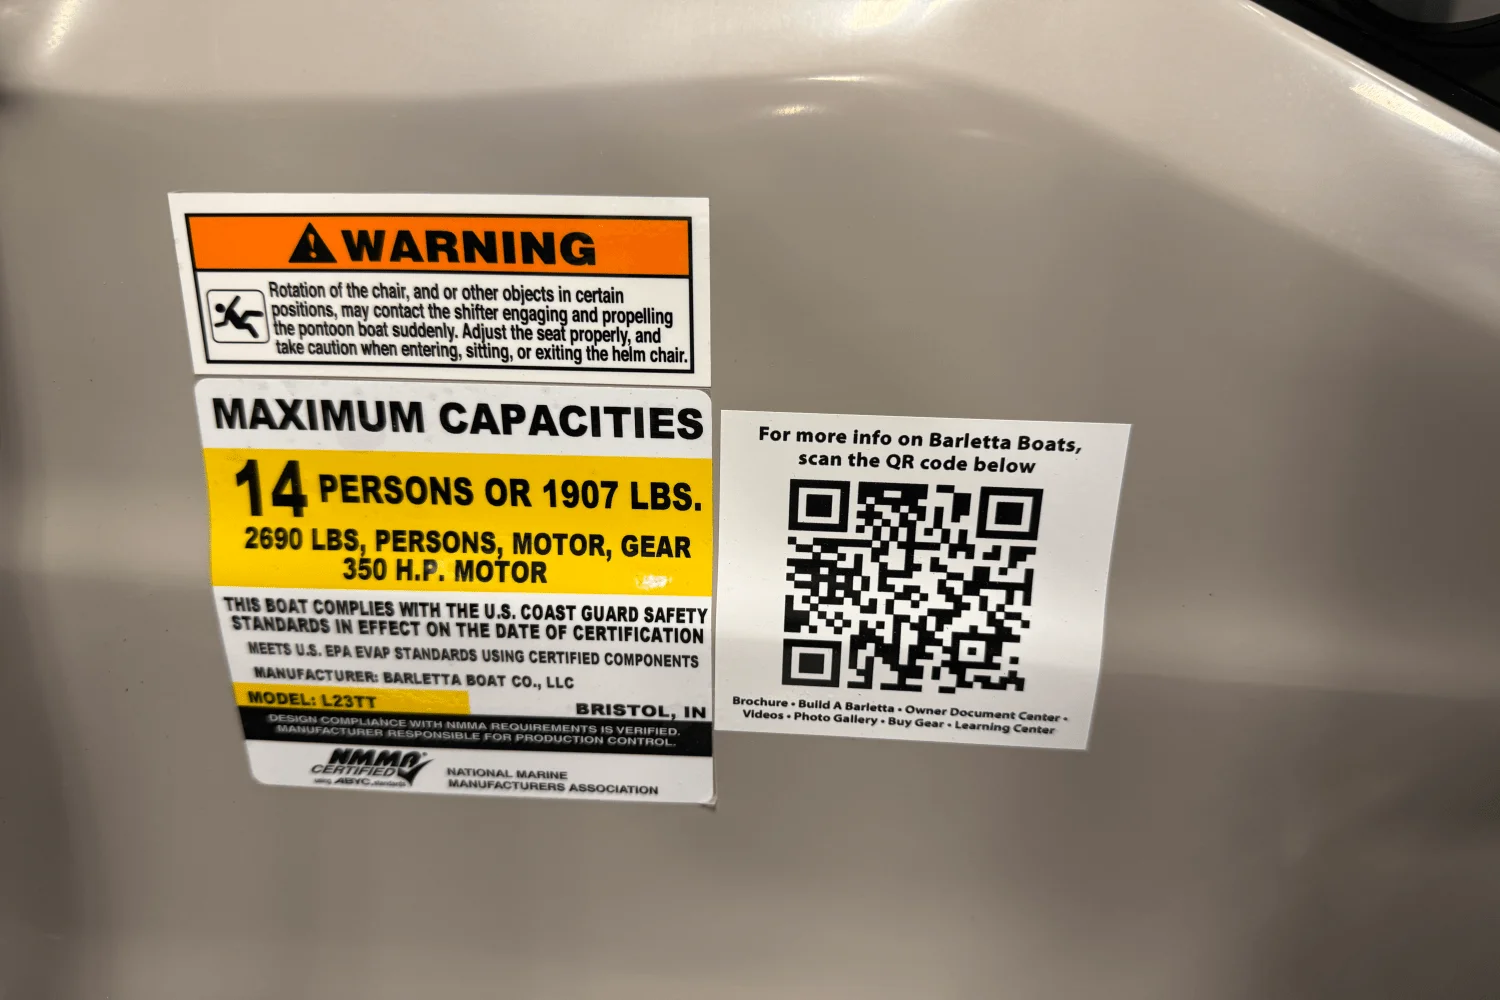 WARNING
Rotation of the chair, and or other objects in certain
positions, may contact the shifter engaging and propelling
the pontoon boat suddenly. Adjust the seat properly, and
take caution when entering, sitting, or exiting the helm chair.
MAXIMUM CAPACITIES
14 PERSONS OR 1907 LBS.
2690 LBS, PERSONS, MOTOR, GEAR
350 H.P. MOTOR
THIS BOAT COMPLIES WITH THE U.S. COAST GUARD SAFETY
STANDARDS IN EFFECT ON THE DATE OF CERTIFICATION
MEETS U.S. EPA EVAP STANDARDS USING CERTIFIED COMPONENTS
MANUFACTURER: BARLETTA BOAT CO., LLC
MODEL: L23TT
BRISTOL, IN
DESIGN COMPLIANCE WITH NMMA REQUIREMENTS IS VERIFIED.
MANUFACTURER RESPONSIBLE FOR PRODUCTION CONTROL.
NMMA
CERTIFIED
using ABYC standards
NATIONAL MARINE
MANUFACTURERS ASSOCIATION
For more info on Barletta Boats,
scan the QR code below
Brochure • Build A Barletta • Owner Document Center •
Videos • Photo Gallery • Buy Gear • Learning Center